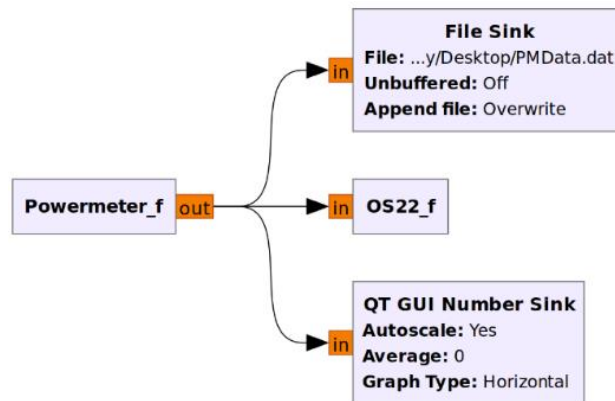 File Sink
in
File: ...y/Desktop/PMData.dat
Unbuffered: Off
Append file: Overwrite
Powermeter_f
out
in
OS22_f
QT GUI Number Sink
Autoscale: Yes
in
Average: 0
Graph Type: Horizontal